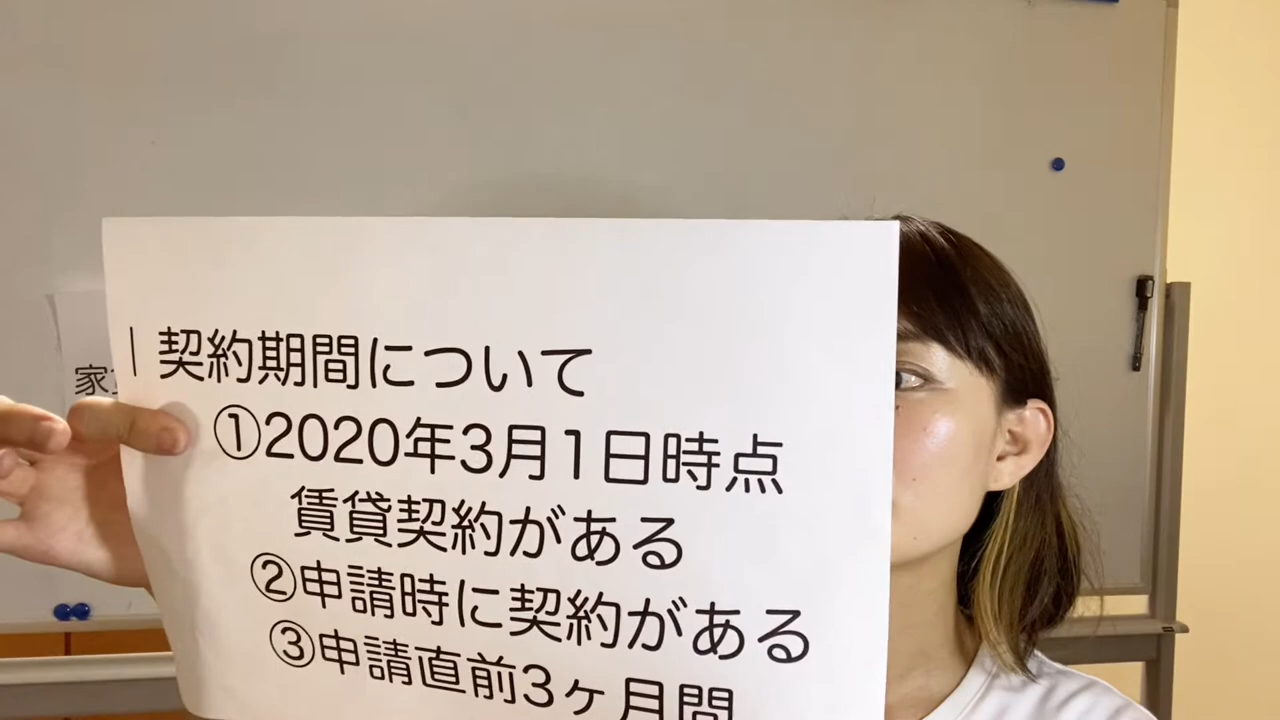 ｜契約期間について
①2020年3月1日時点
賃貸契約がある
②申請時に契約がある
③申請直前3ヶ月間
家